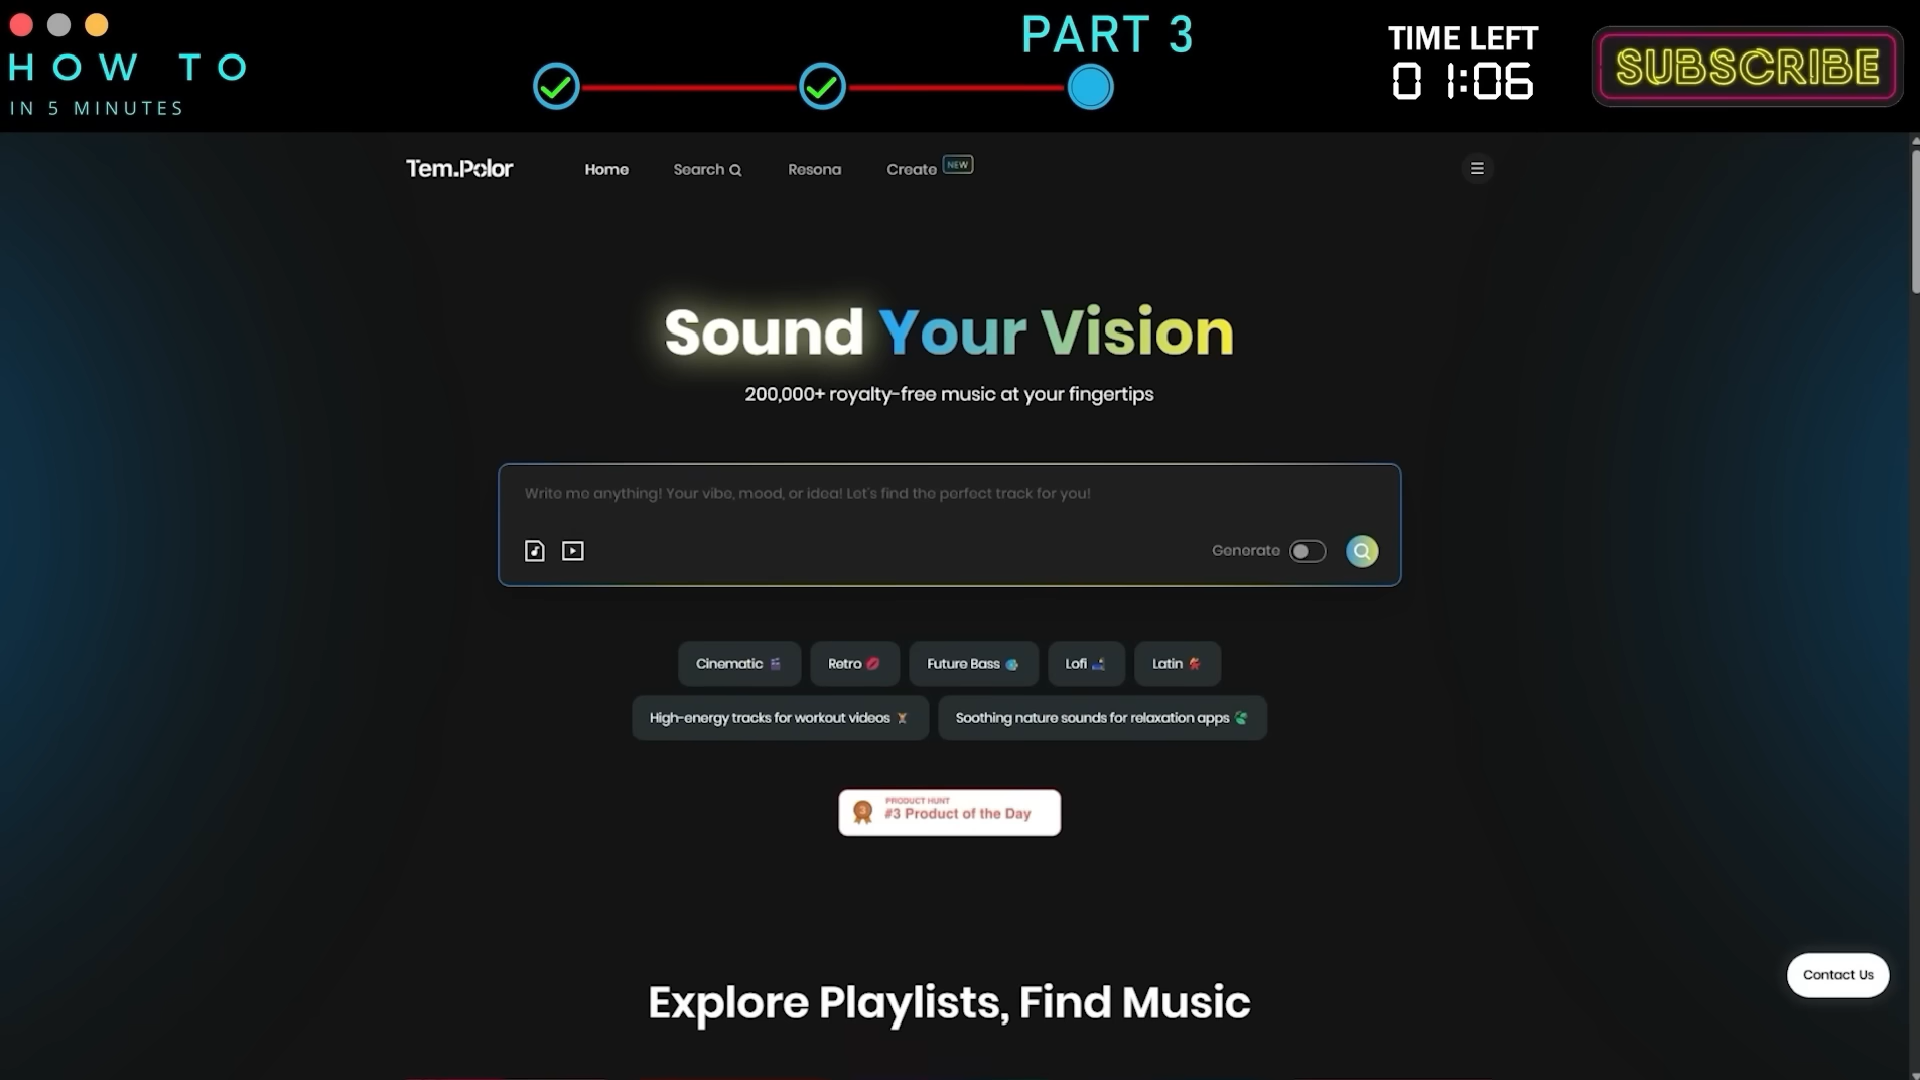 HOW TO
IN 5 MINUTES
PART 3
TIME LEFT
01:06
SUBSCRIBE
Tem.Polor
Home
Search
Resona
Create
NEW
Sound Your Vision
200,000+ royalty-free music at your fingertips
Write me anything! Your vibe, mood, or idea! Let's find the perfect track for you!
Generate
Cinematic
Retro
Future Bass
Lofi
Latin
High-energy tracks for workout videos
Soothing nature sounds for relaxation apps
3
PRODUCT HUNT
#3 Product of the Day
Contact Us
Explore Playlists, Find Music